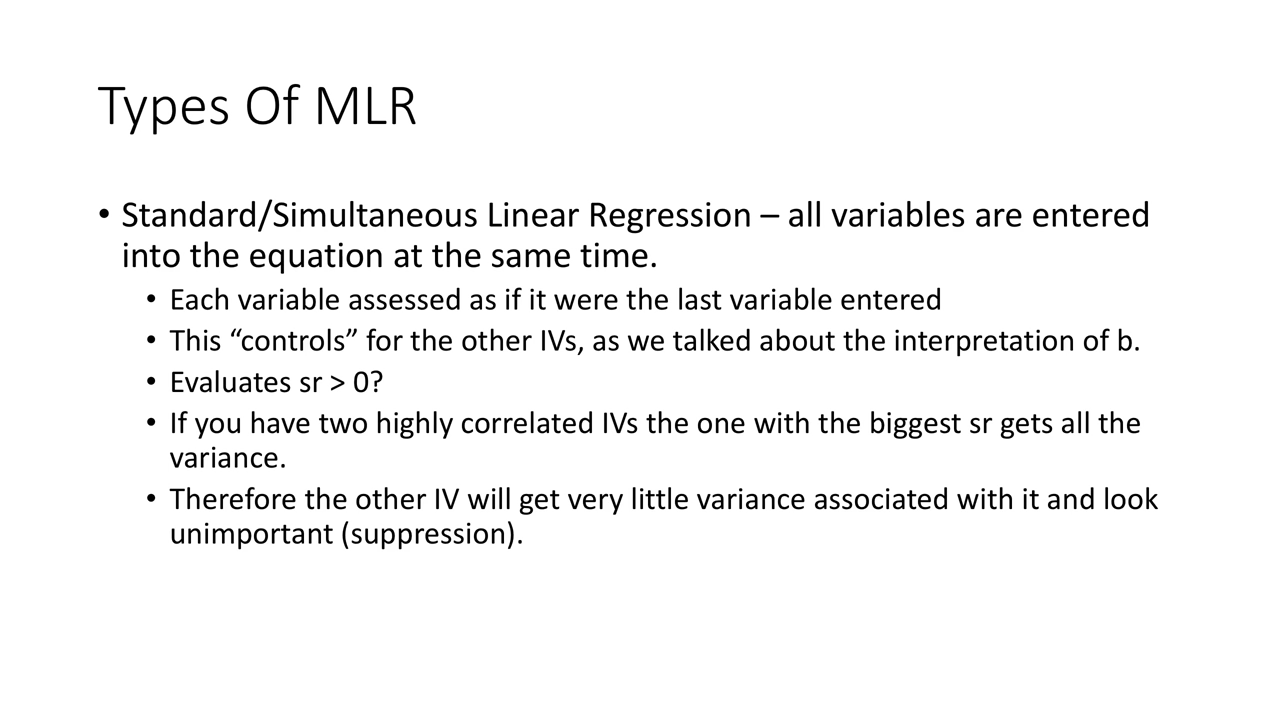 Types Of MLR
• Standard/Simultaneous Linear Regression – all variables are entered
into the equation at the same time.
• Each variable assessed as if it were the last variable entered
• This “controls” for the other IVs, as we talked about the interpretation of b.
• Evaluates sr > 0?
• If you have two highly correlated IVs the one with the biggest sr gets all the
variance.
• Therefore the other IV will get very little variance associated with it and look
unimportant (suppression).